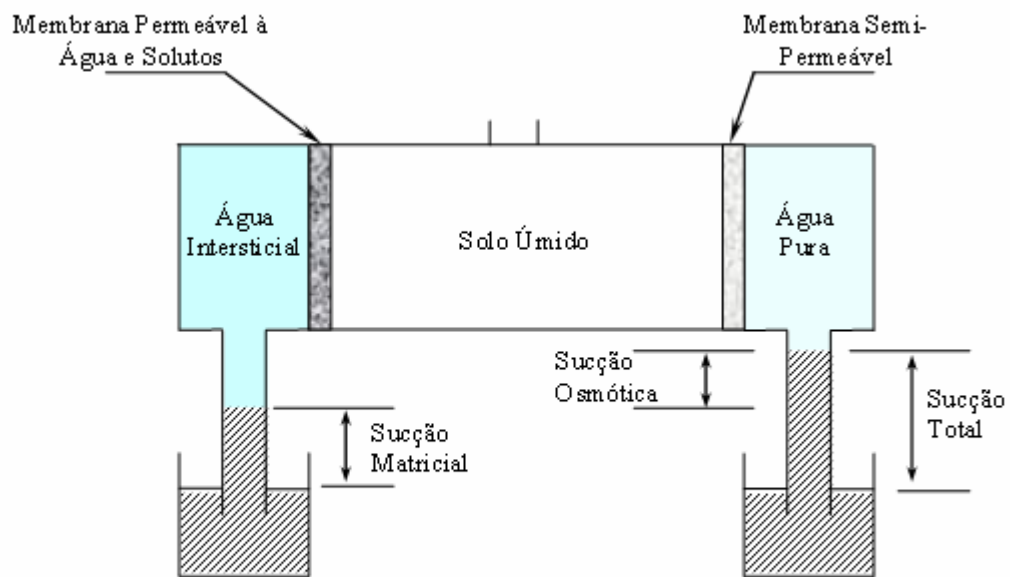 Membrana Permeável à
Água e Solutos
Membrana Semi-
Permeável
Água
Intersticial
Solo Úmido
Água
Pura
Sucção
Osmótica
Sucção
Total
Sucção
Matricial